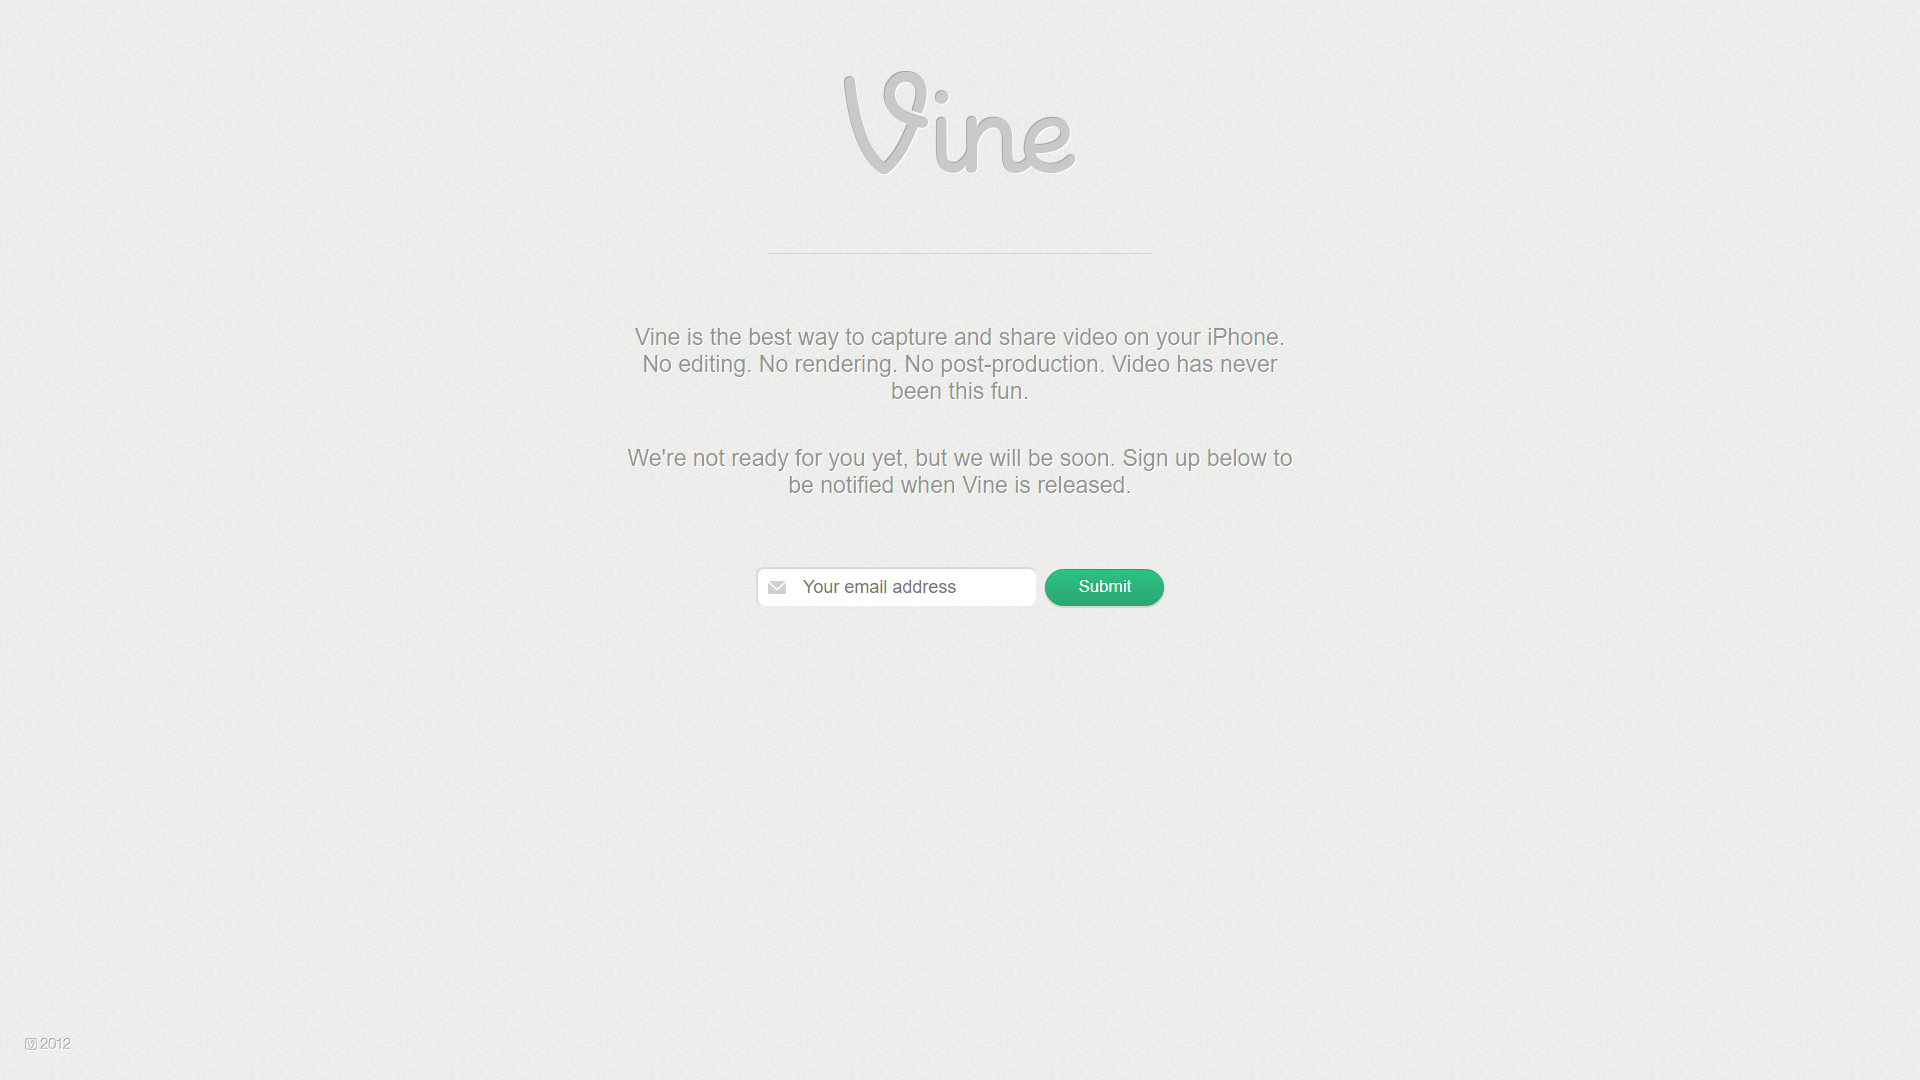 Vine
Vine is the best way to capture and share video on your iPhone.
No editing. No rendering. No post-production. Video has never
been this fun.
We're not ready for you yet, but we will be soon. Sign up below to
be notified when Vine is released.
Your email address
Submit
2012